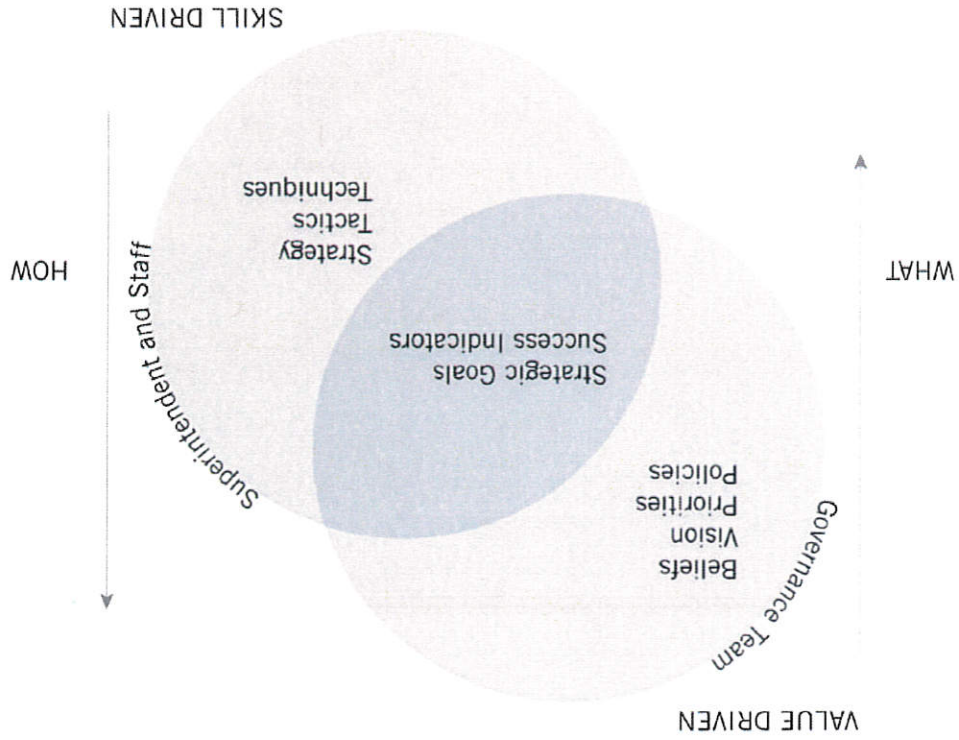 VALUE DRIVEN
Governance Team
Beliefs
Vision
Priorities
Policies
WHAT
Strategic Goals
Success Indicators
Superintendent and Staff
HOW
Strategy
Tactics
Techniques
SKILL DRIVEN